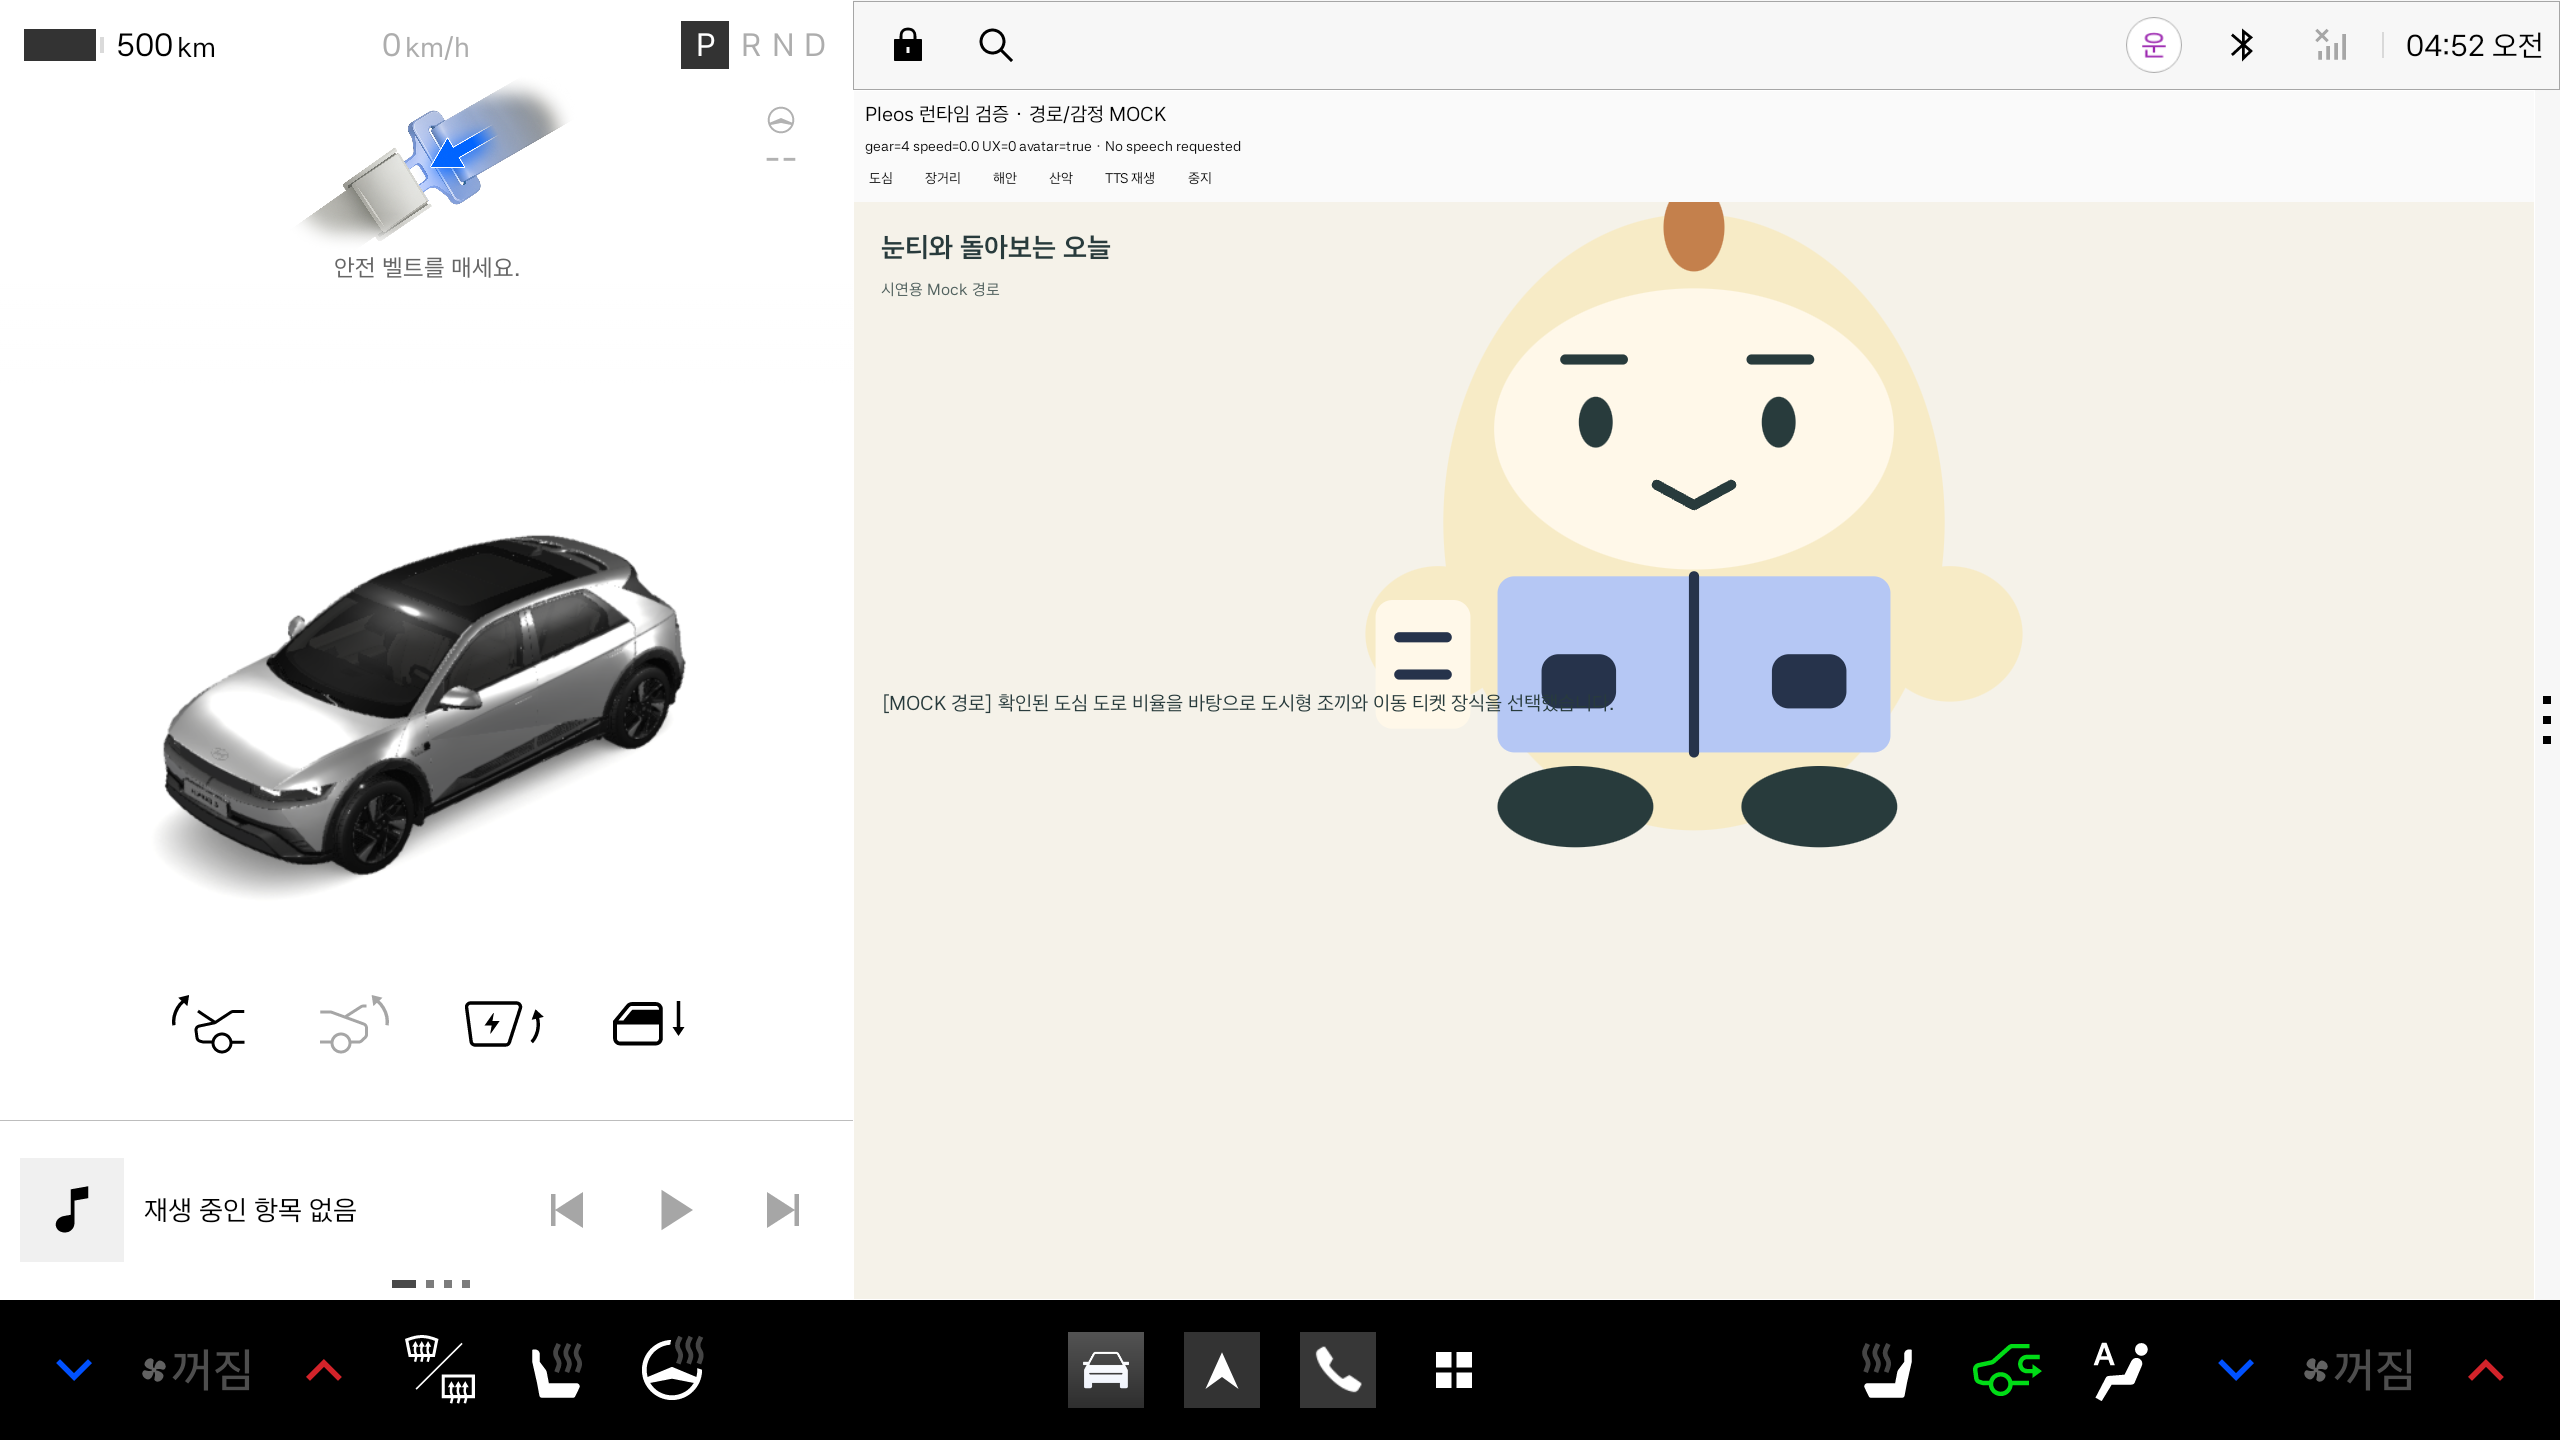 500 km
0 km/h
P R N D
운
04:52 오전
Pleos 런타임 검증 · 경로/감정 MOCK
gear=4 speed=0.0 UX=0 avatar=true · No speech requested
도심 장거리 해안 산악 TTS 재생 중지
안전 벨트를 매세요.
눈티와 돌아보는 오늘
시연용 Mock 경로
[MOCK 경로] 확인된 도심 도로 비율을 바탕으로 도시형 조끼와 이동 티켓 장식을 선택
재생 중인 항목 없음
꺼짐
A
꺼짐